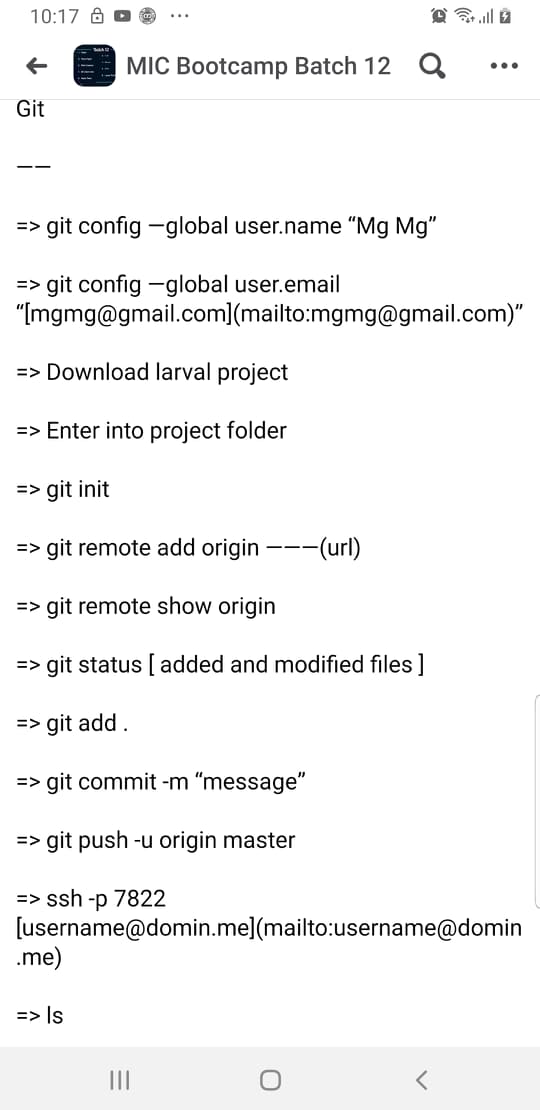 10:17
MIC Bootcamp Batch 12
Git
——
=> git config —global user.name “Mg Mg”
=> git config —global user.email
“[mgmg@gmail.com](mailto:mgmg@gmail.com)”
=> Download larval project
=> Enter into project folder
=> git init
=> git remote add origin ———(url)
=> git remote show origin
=> git status [ added and modified files ]
=> git add .
=> git commit -m “message”
=> git push -u origin master
=> ssh -p 7822
[username@domin.me](mailto:username@domin
.me)
=> ls